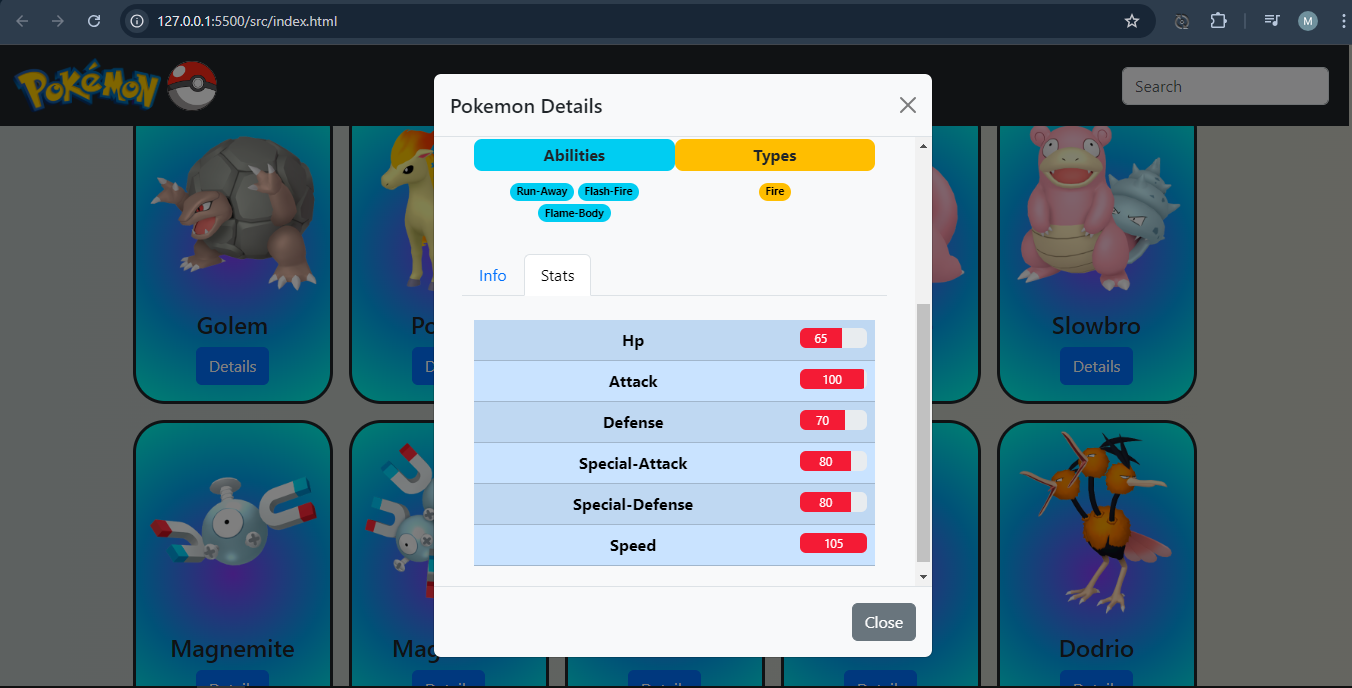 127.0.0.1:5500/src/index.html
M
POKéMON
Search
Pokemon Details
Abilities
Types
Run-Away
Flash-Fire
Fire
Flame-Body
Info
Stats
Hp
65
Attack
100
Defense
70
Special-Attack
80
Special-Defense
80
Speed
105
Close
Golem
Po
Slowbro
Details
D
Details
Magnemite
Mag
Dodrio